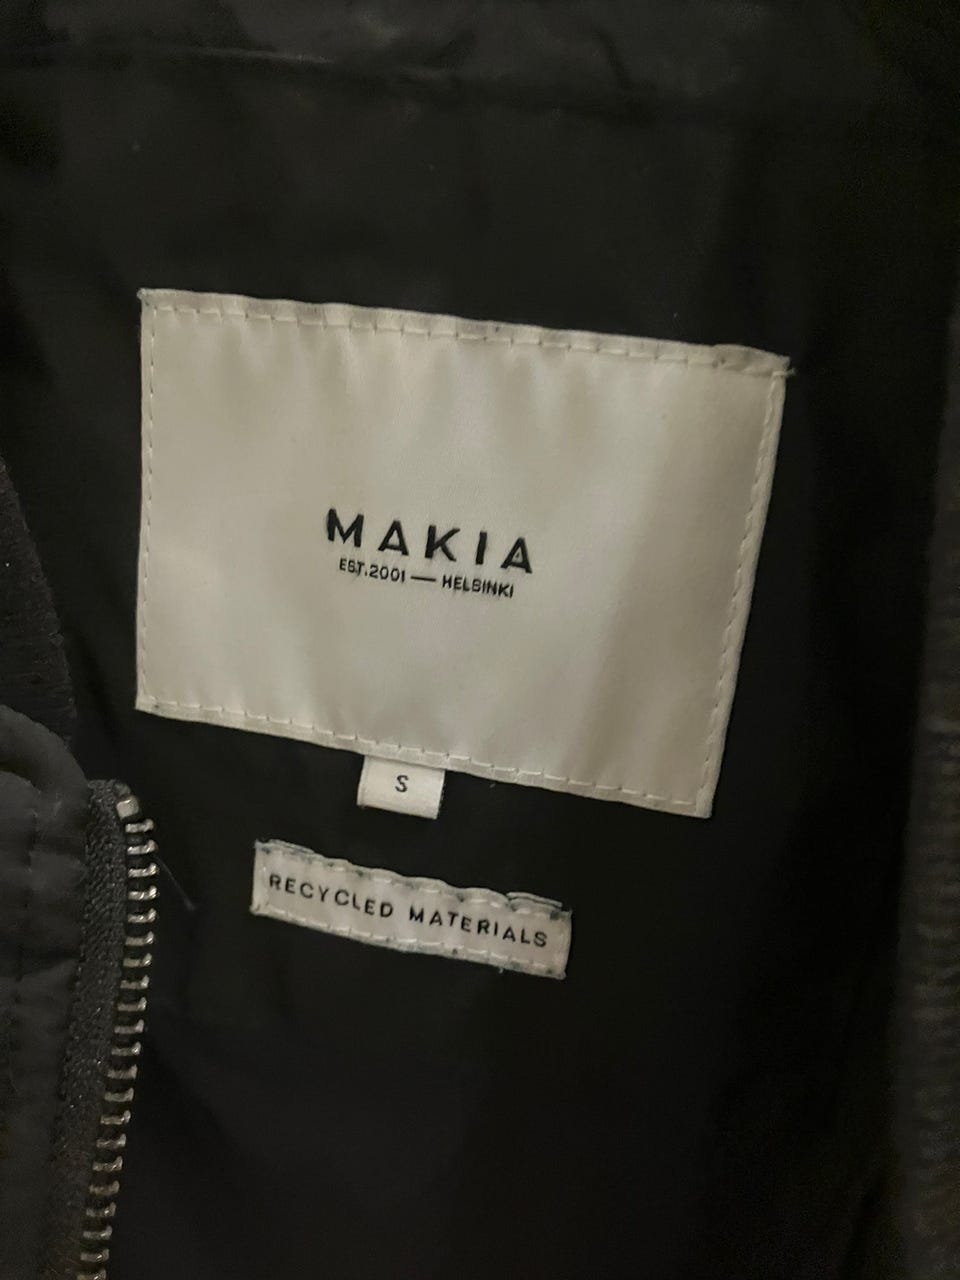 MAKIA
EST.2001 — HELSINKI
S
RECYCLED MATERIALS